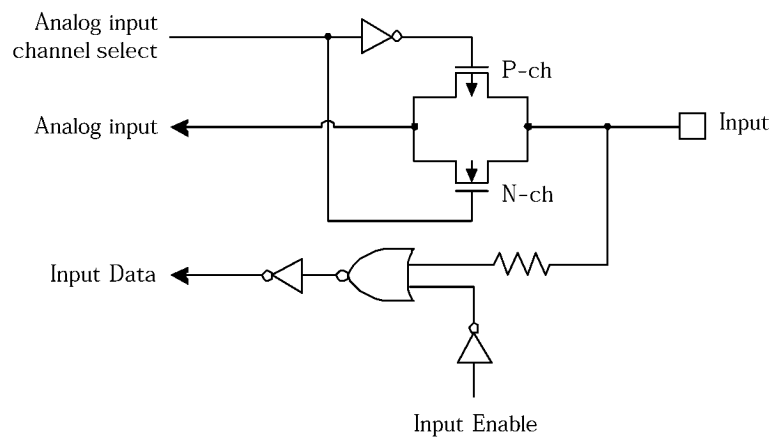 Analog input
channel select
P-ch
Analog input
Input
N-ch
Input Data
Input Enable